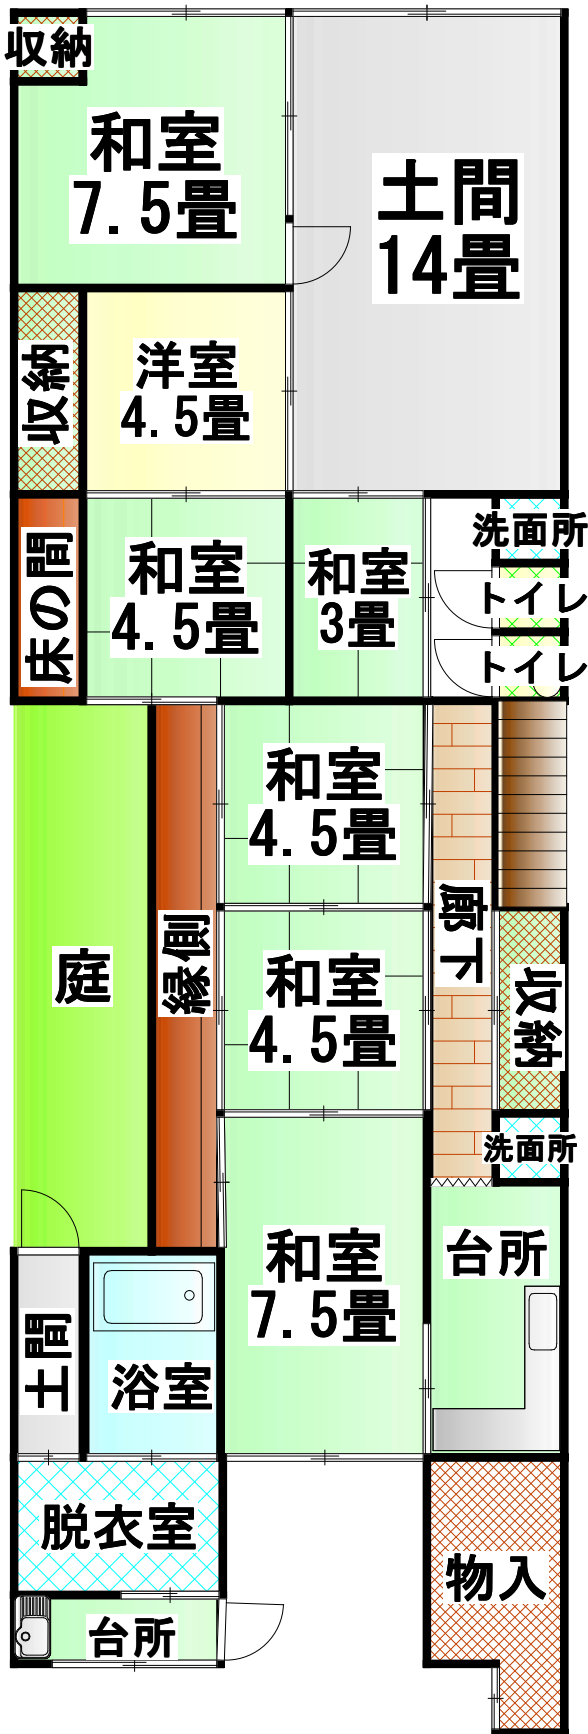 収納
和室
7.5畳
土間
14畳
収納
洋室
4.5畳
床の間
和室
4.5畳
和室
3畳
洗面所
トイレ
トイレ
庭
縁側
和室
4.5畳
和室
4.5畳
廊下
収納
洗面所
和室
7.5畳
台所
土間
浴室
脱衣室
台所
物入